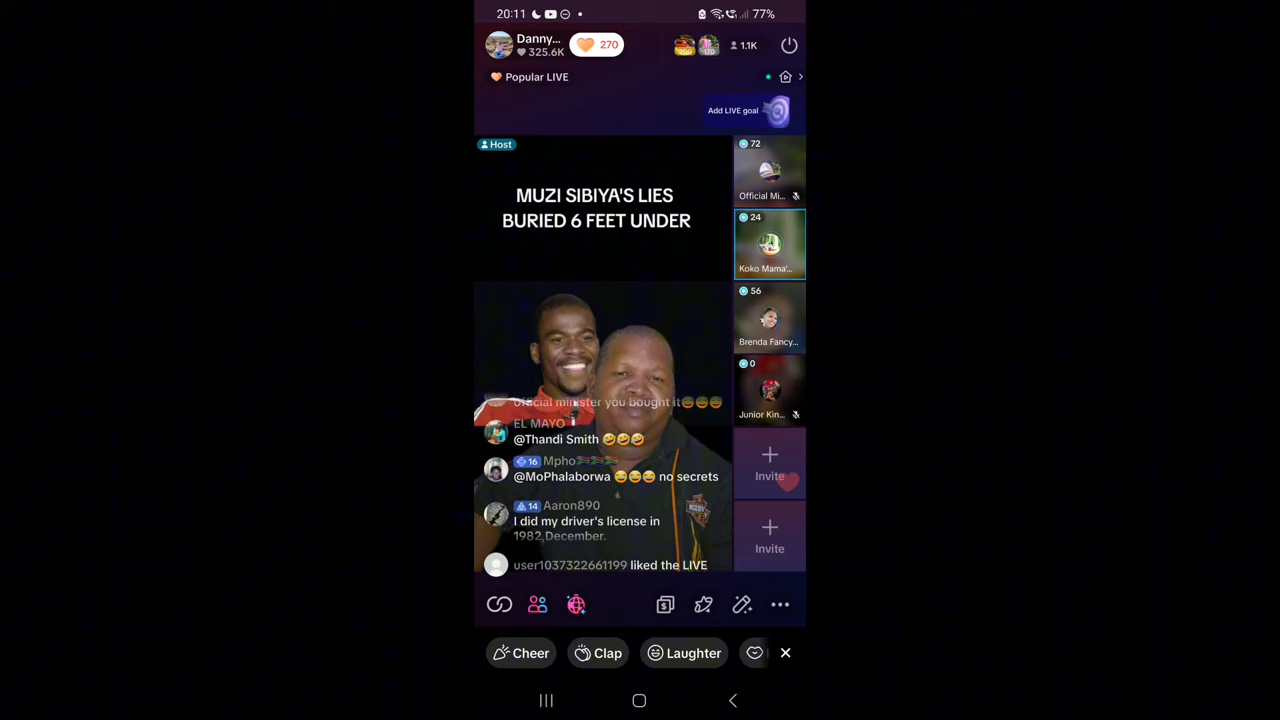 20:11
77%
Danny...
325.6K
270
1.1K
Popular LIVE
Add LIVE goal
Host
MUZI SIBIYA'S LIES
BURIED 6 FEET UNDER
72
Official Mi...
24
Koko Mama'...
56
Brenda Fancy...
0
Junior Kin...
official minister you bought it😅😅😅
EL MAYO
@Thandi Smith 🤣🤣🤣
16 Mpho🇿🇦🇿🇦🇿🇦
@MoPhalaborwa 😅😅😅 no secrets
14 Aaron890
I did my driver's license in
1982,December.
user1037322661199 liked the LIVE
Invite
Invite
Cheer
Clap
Laughter